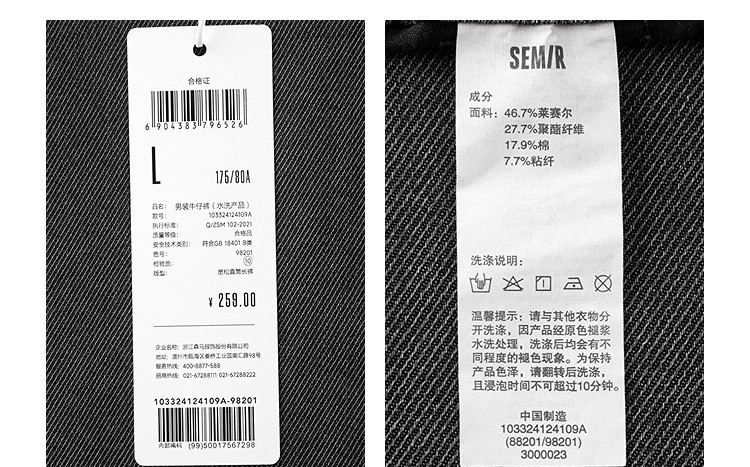 合格证
6 904383 796526
L
175/80A
品名: 男装牛仔裤(水洗产品)
款号: 103324124109A
执行标准: Q/ZSM 102-2021
质量等级: 合格品
安全技术类别: 符合GB 18401 B类
色号: 98201
检验员: 10
版型: 宽松直筒长裤
¥ 259.00
企业名称: 浙江森马服饰股份有限公司
地址: 温州市瓯海区娄桥工业园南汇路98号
服务热线: 400-8877-588
招商热线: 021-67288111 021-67288222
103324124109A-98201
内部编码 (99)5001756​7298
SEMIR
成分
面料: 46.7%莱赛尔
27.7%聚酯纤维
17.9%棉
7.7%粘纤
洗涤说明:
温馨提示: 请与其他衣物分
开洗涤, 因产品经原色褪浆
水洗处理, 洗涤后均会有不
同程度的褪色现象。为保持
产品色泽, 请翻转后洗涤,
且浸泡时间不可超过10分钟。
中国制造
103324124109A
(88201/98201)
3000023